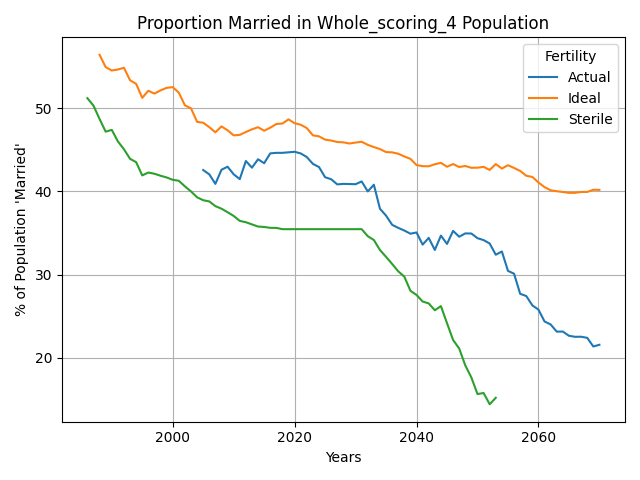 Proportion Married in Whole_scoring_4 Population
% of Population 'Married'
50
40
30
20
Fertility
Actual
Ideal
Sterile
2000 2020 2040 2060
Years